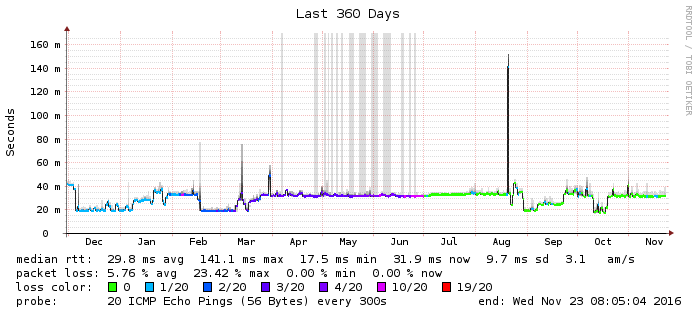 Last 360 Days
RRDTOOL / TOBI OETIKER
Seconds
160 m
140 m
120 m
100 m
80 m
60 m
40 m
20 m
0
Dec Jan Feb Mar Apr May Jun Jul Aug Sep Oct Nov
median rtt: 29.8 ms avg 141.1 ms max 17.5 ms min 31.9 ms now 9.7 ms sd 3.1 am/s
packet loss: 5.76 % avg 23.42 % max 0.00 % min 0.00 % now
loss color: 0 1/20 2/20 3/20 4/20 10/20 19/20
probe: 20 ICMP Echo Pings (56 Bytes) every 300s end: Wed Nov 23 08:05:04 2016